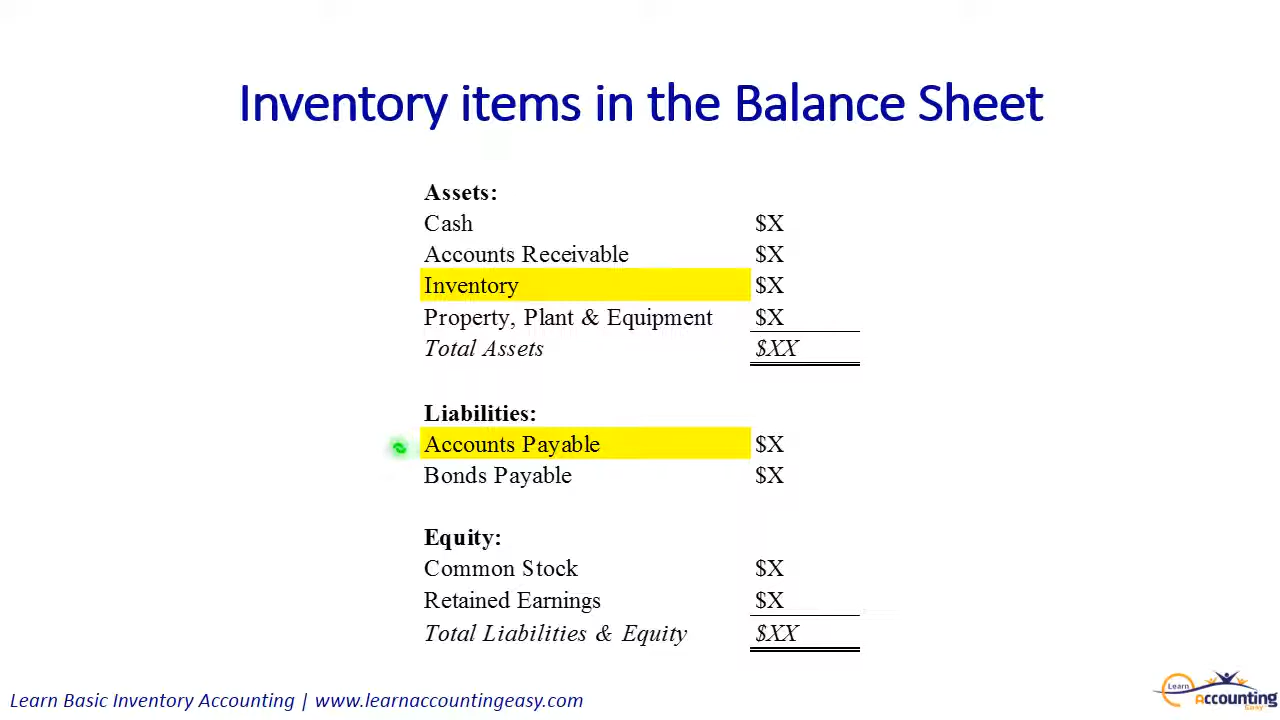 Inventory items in the Balance Sheet
Assets:
Cash $X
Accounts Receivable $X
Inventory $X
Property, Plant & Equipment $X
Total Assets $XX
Liabilities:
Accounts Payable $X
Bonds Payable $X
Equity:
Common Stock $X
Retained Earnings $X
Total Liabilities & Equity $XX
Learn Basic Inventory Accounting | www.learnaccountingeasy.com
Learn
Accounting
Easy